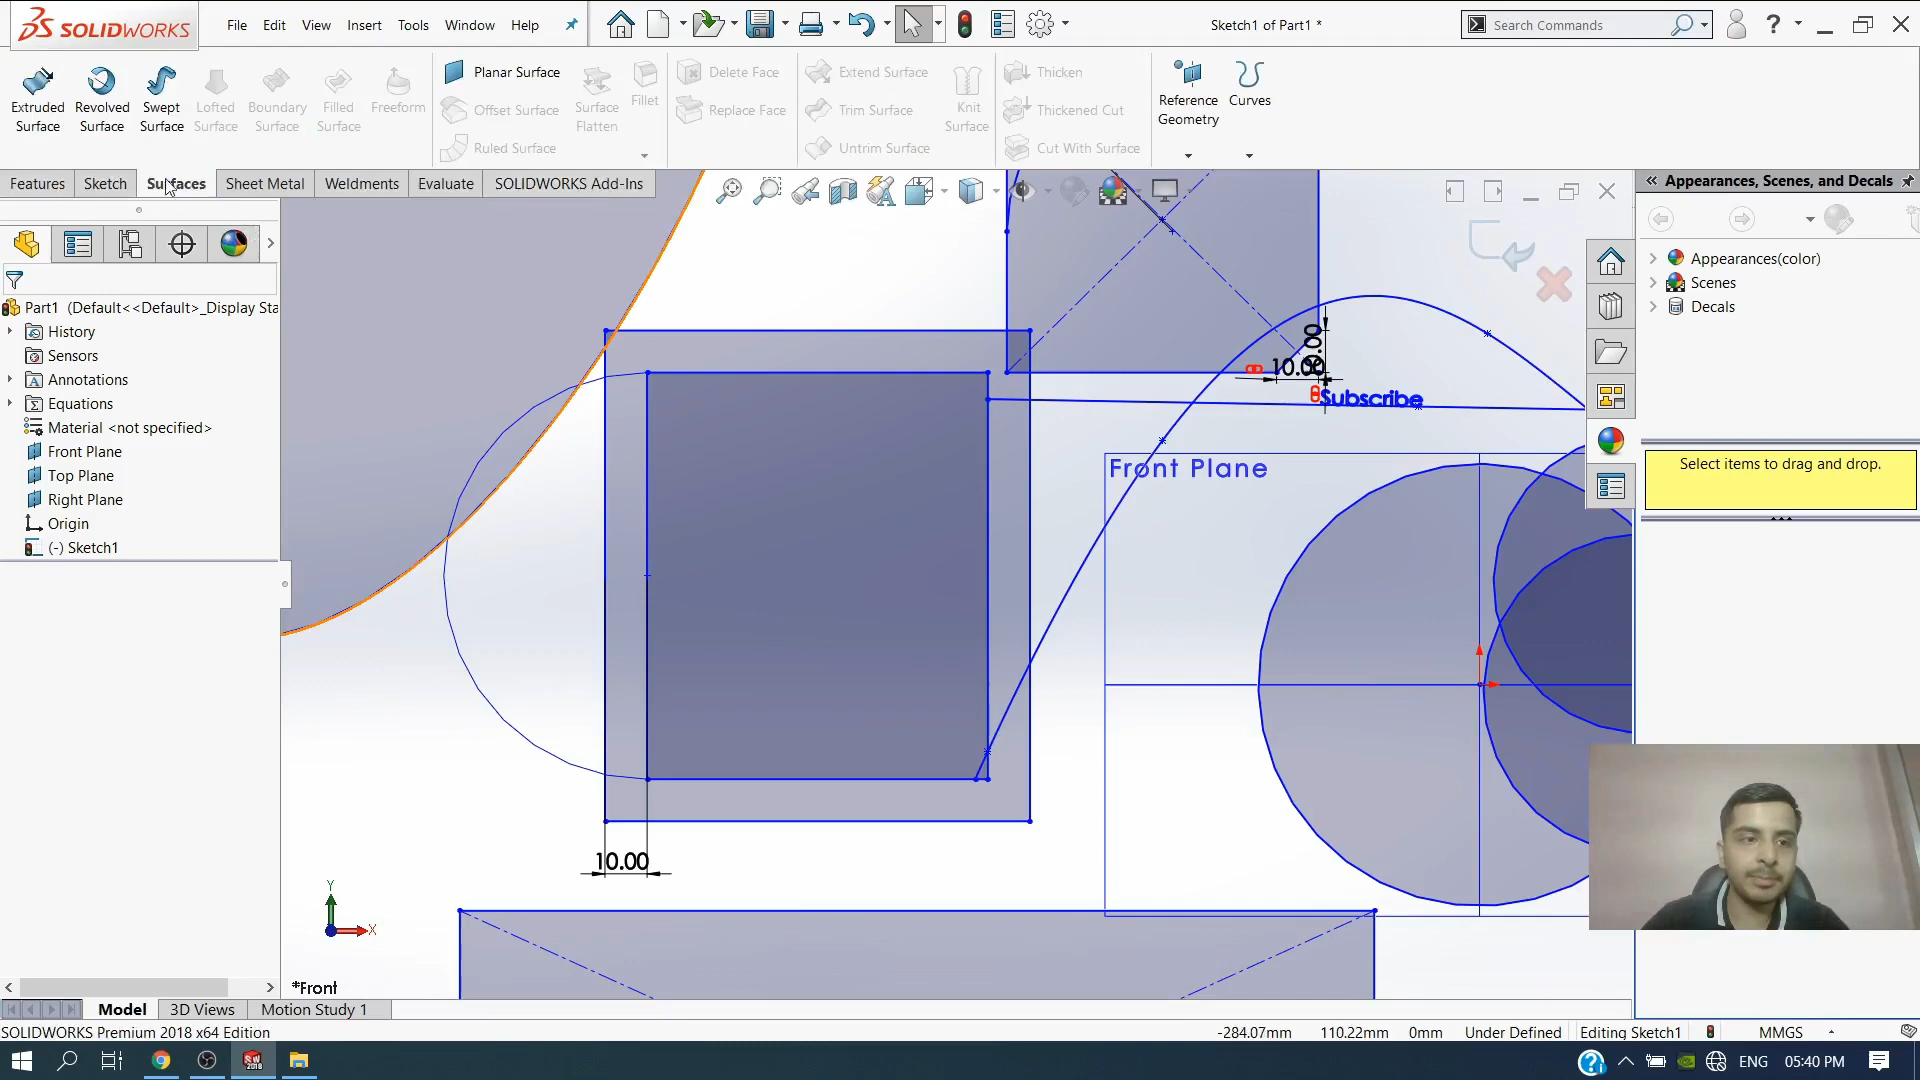 SOLIDWORKS
File Edit View Insert Tools Window Help
Sketch1 of Part1 *
Search Commands
Extruded Surface
Revolved Surface
Swept Surface
Lofted Surface
Boundary Surface
Filled Surface
Freeform
Planar Surface
Offset Surface
Ruled Surface
Surface Flatten
Fillet
Delete Face
Replace Face
Extend Surface
Trim Surface
Untrim Surface
Knit Surface
Thicken
Thickened Cut
Cut With Surface
Reference Geometry
Curves
Features Sketch Surfaces Sheet Metal Weldments Evaluate SOLIDWORKS Add-Ins
Appearances, Scenes, and Decals
Part1 (Default<<Default>_Display Sta
History
Sensors
Annotations
Equations
Material <not specified>
Front Plane
Top Plane
Right Plane
Origin
(-) Sketch1
Appearances(color)
Scenes
Decals
Select items to drag and drop.
10.00
Subscribe
Front Plane
10.00
Y
X
*Front
Model 3D Views Motion Study 1
SOLIDWORKS Premium 2018 x64 Edition
-284.07mm 110.22mm 0mm Under Defined Editing Sketch1 MMGS
ENG 05:40 PM